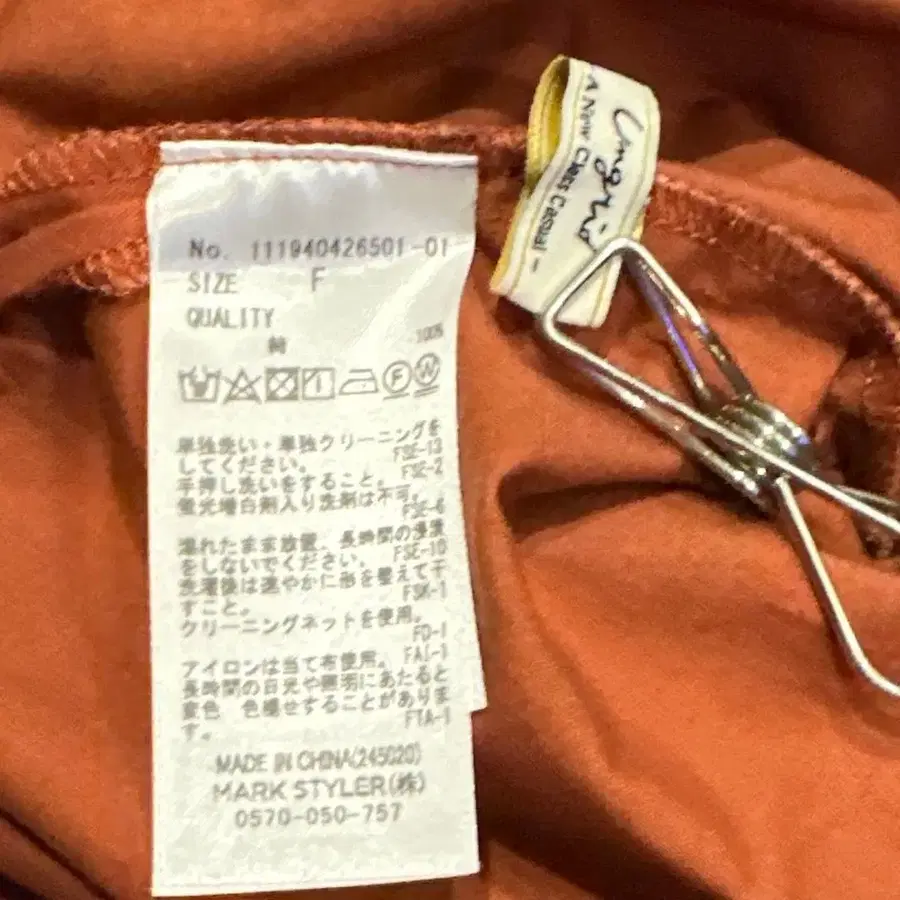 No. 111940426501-01
SIZE F
QUALITY
綿 100%
F W
単独洗い・単独クリーニングを
してください。 FSE-13
手押し洗いをすること。 FSE-2
蛍光増白剤入り洗剤は不可。
FSE-6
濡れたまま放置、長時間の浸漬
をしないでください。 FSE-10
洗濯後は速やかに形を整えて干
すこと。 FSK-1
クリーニングネットを使用。
FD-1
アイロンは当て布使用。 FAI-1
長時間の日光や照明にあたると
変色 色褪せすることがありま
す。 FTA-1
MADE IN CHINA(245020)
MARK STYLER(株)
0570-050-757
Ungrid
A New Class Casual -